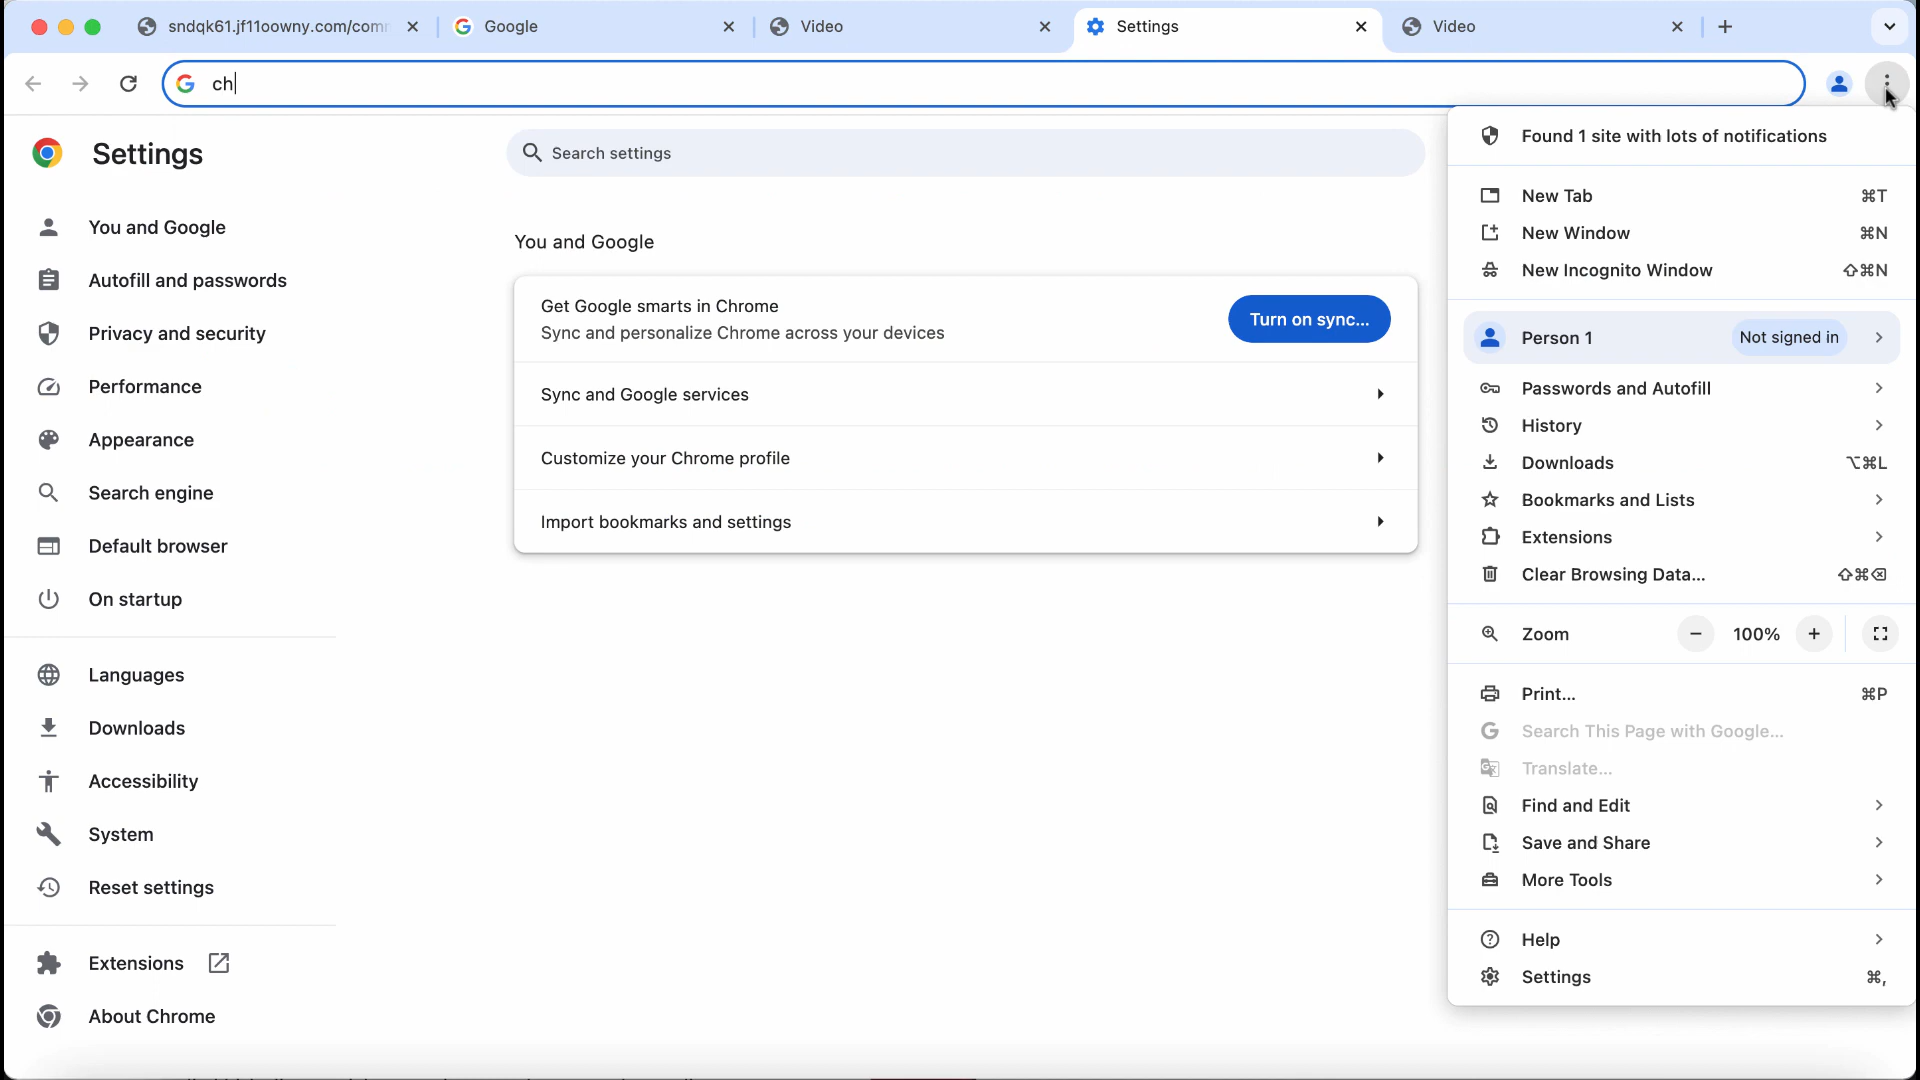 sndqk61.jf11oowny.com/comm
Google
Video
Settings
Video
ch
Settings
Search settings
You and Google
Autofill and passwords
Privacy and security
Performance
Appearance
Search engine
Default browser
On startup
Languages
Downloads
Accessibility
System
Reset settings
Extensions
About Chrome
You and Google
Get Google smarts in Chrome
Sync and personalize Chrome across your devices
Turn on sync...
Sync and Google services
Customize your Chrome profile
Import bookmarks and settings
Found 1 site with lots of notifications
New Tab ⌘T
New Window ⌘N
New Incognito Window ⇧⌘N
Person 1 Not signed in
Passwords and Autofill
History
Downloads ⌥⌘L
Bookmarks and Lists
Extensions
Clear Browsing Data... ⇧⌘⌫
Zoom − 100% +
Print... ⌘P
Search This Page with Google...
Translate...
Find and Edit
Save and Share
More Tools
Help
Settings ⌘,